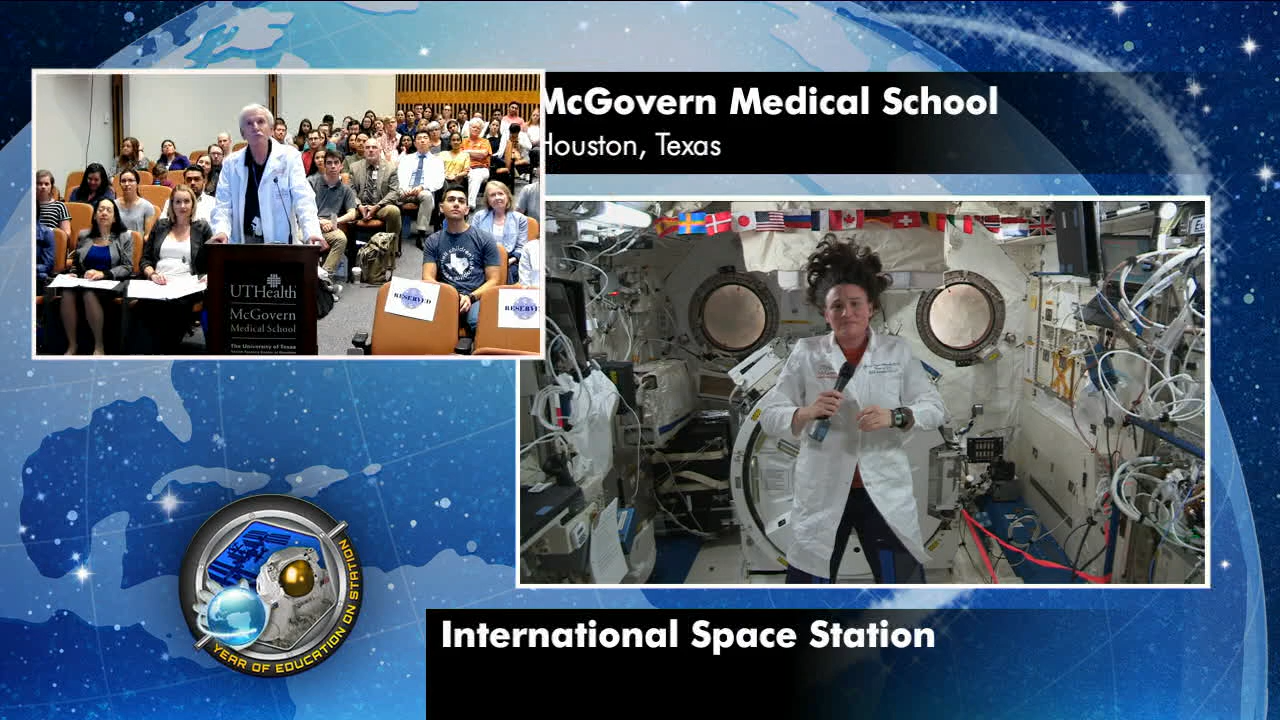 McGovern Medical School
Houston, Texas
RESERVED
RESERVE
UTHealth
McGovern
Medical School
The University of Texas
International Space Station
YEAR OF EDUCATION ON STATION